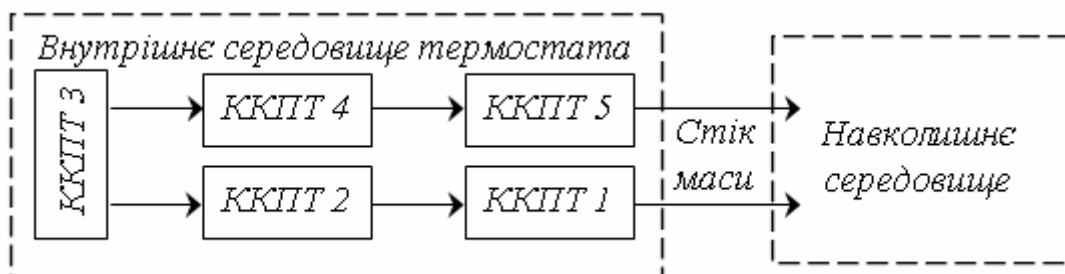 Внутрішнє середовище термостата
ККПТ 3
ККПТ 4
ККПТ 5
ККПТ 2
ККПТ 1
Стік
маси
Навколишнє
середовище